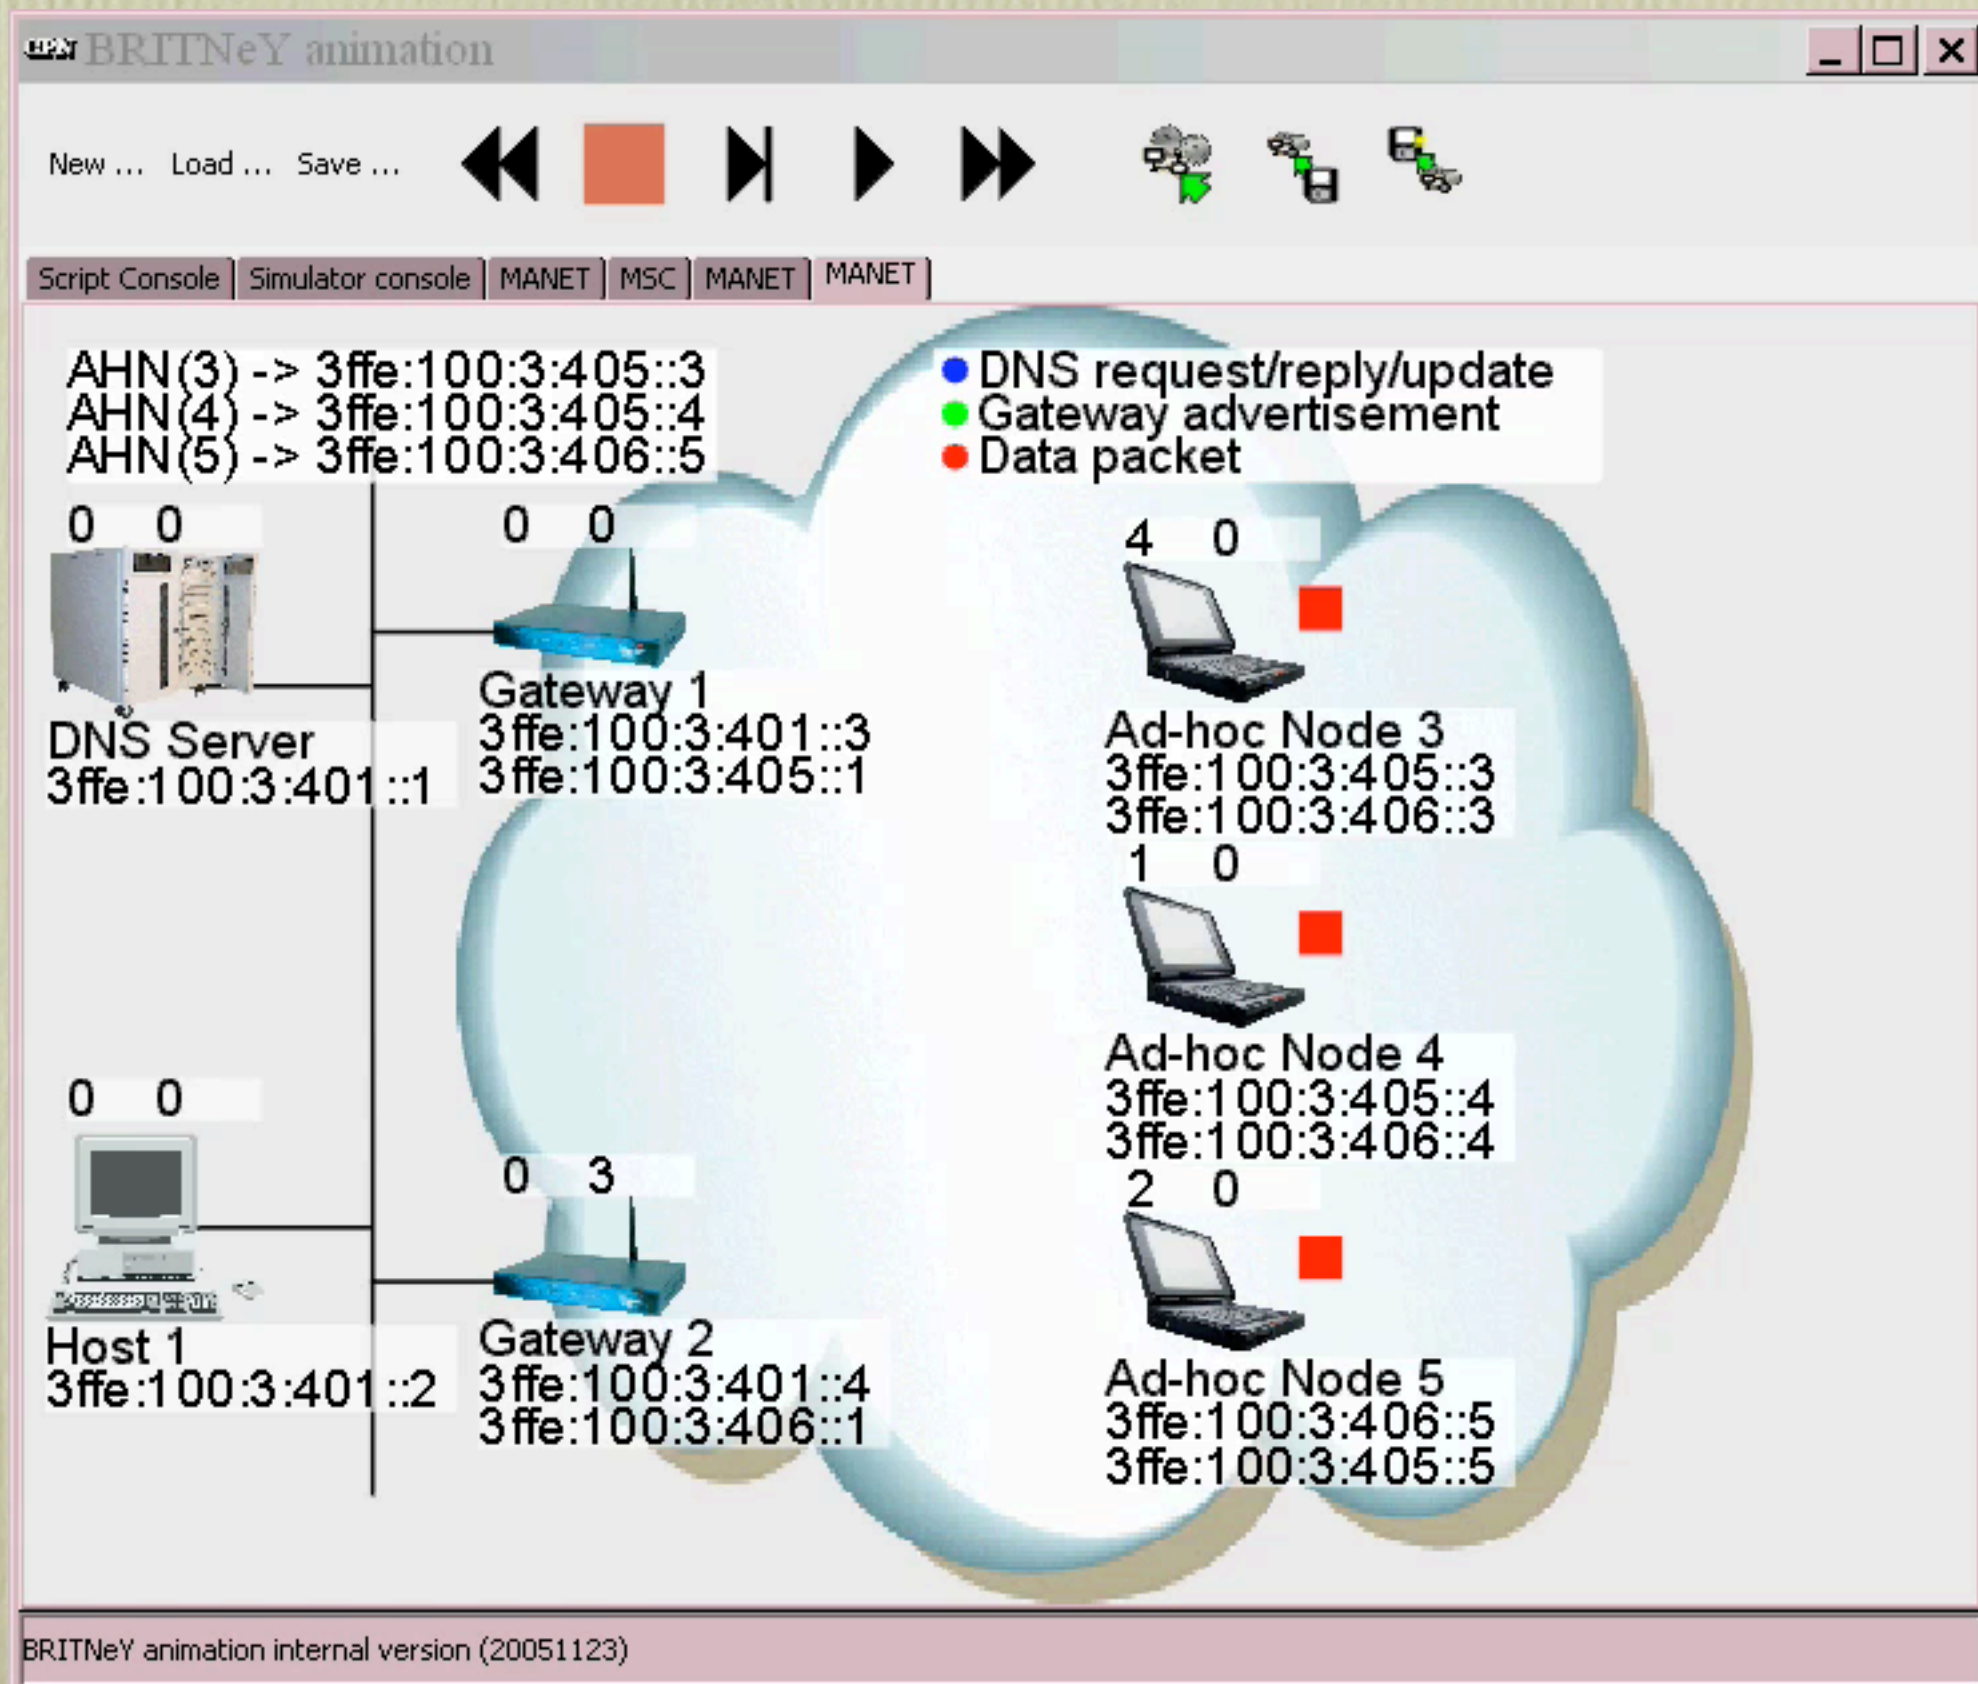 CPN BRITNeY animation
New ... Load ... Save ...
Script Console Simulator console MANET MSC MANET MANET
AHN(3) -> 3ffe:100:3:405::3
AHN(4) -> 3ffe:100:3:405::4
AHN(5) -> 3ffe:100:3:406::5
DNS request/reply/update
Gateway advertisement
Data packet
0 0
DNS Server
3ffe:100:3:401::1
0 0
Gateway 1
3ffe:100:3:401::3
3ffe:100:3:405::1
4 0
Ad-hoc Node 3
3ffe:100:3:405::3
3ffe:100:3:406::3
1 0
Ad-hoc Node 4
3ffe:100:3:405::4
3ffe:100:3:406::4
0 0
Host 1
3ffe:100:3:401::2
0 3
Gateway 2
3ffe:100:3:401::4
3ffe:100:3:406::1
2 0
Ad-hoc Node 5
3ffe:100:3:406::5
3ffe:100:3:405::5
BRITNeY animation internal version (20051123)